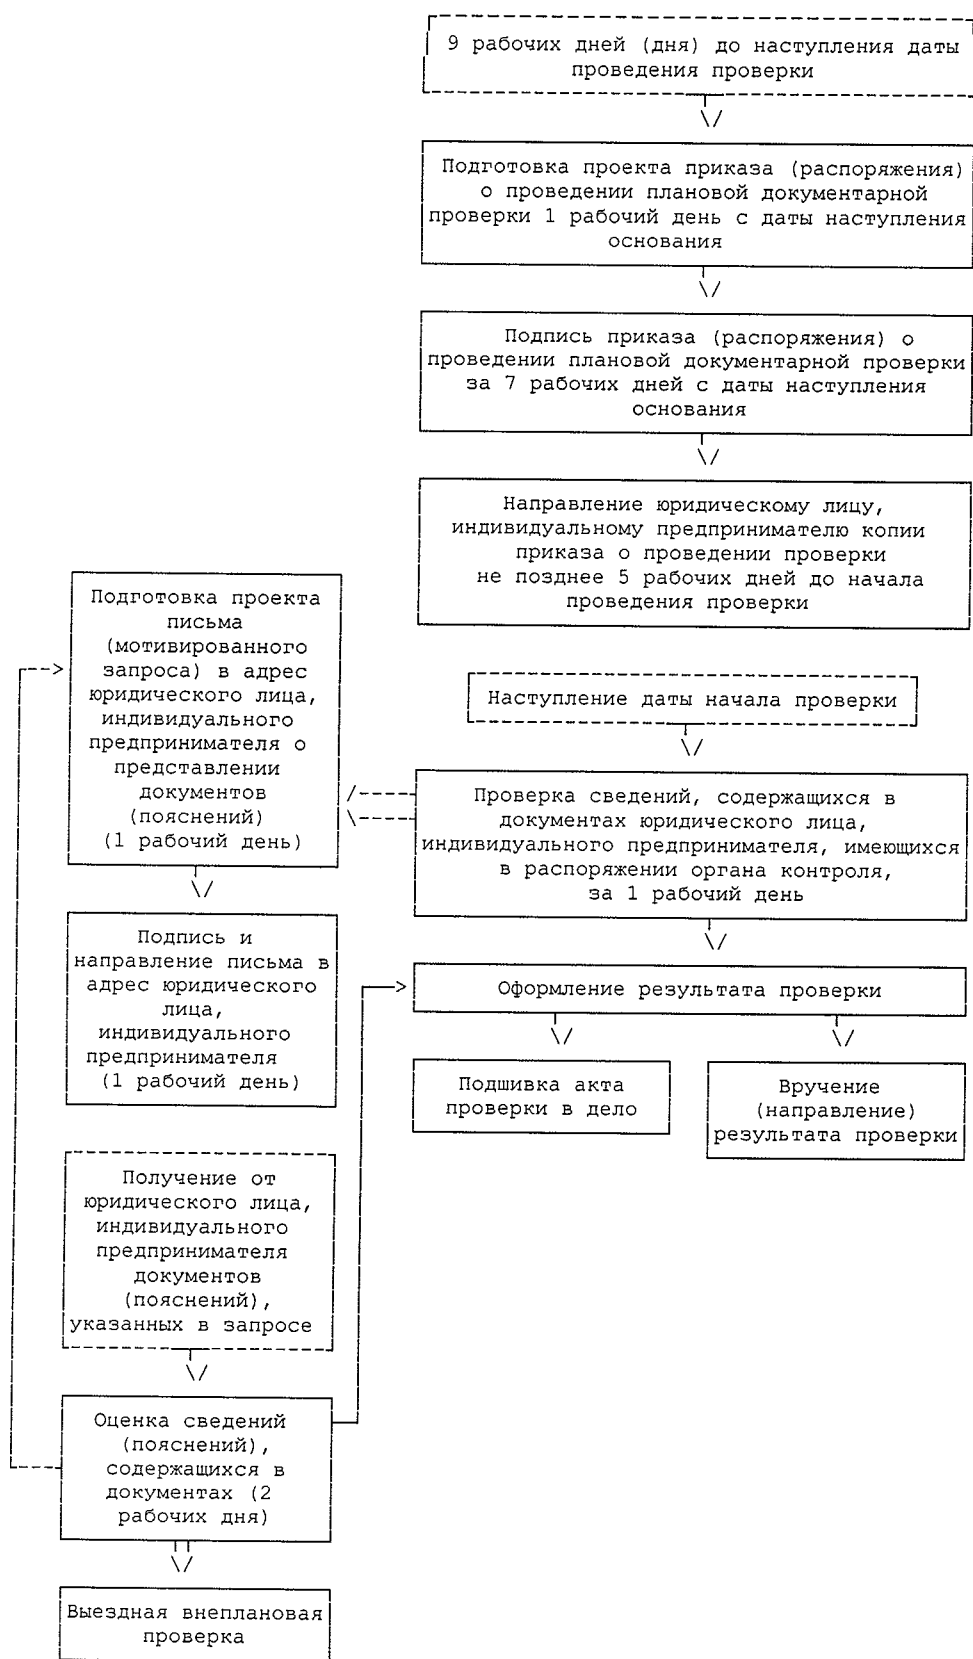 9 рабочих дней (дня) до наступления даты
проведения проверки
Подготовка проекта приказа (распоряжения)
о проведении плановой документарной
проверки 1 рабочий день с даты наступления
основания
Подпись приказа (распоряжения) о
проведении плановой документарной проверки
за 7 рабочих дней с даты наступления
основания
Направление юридическому лицу,
индивидуальному предпринимателю копии
приказа о проведении проверки
не позднее 5 рабочих дней до начала
проведения проверки
Наступление даты начала проверки
Проверка сведений, содержащихся в
документах юридического лица,
индивидуального предпринимателя, имеющихся
в распоряжении органа контроля,
за 1 рабочий день
Подготовка проекта
письма
(мотивированного
запроса) в адрес
юридического лица,
индивидуального
предпринимателя о
представлении
документов
(пояснений)
(1 рабочий день)
Подпись и
направление письма в
адрес юридического
лица,
индивидуального
предпринимателя
(1 рабочий день)
Оформление результата проверки
Подшивка акта
проверки в дело
Вручение
(направление)
результата проверки
Получение от
юридического лица,
индивидуального
предпринимателя
документов
(пояснений),
указанных в запросе
Оценка сведений
(пояснений),
содержащихся в
документах (2
рабочих дня)
Выездная внеплановая
проверка